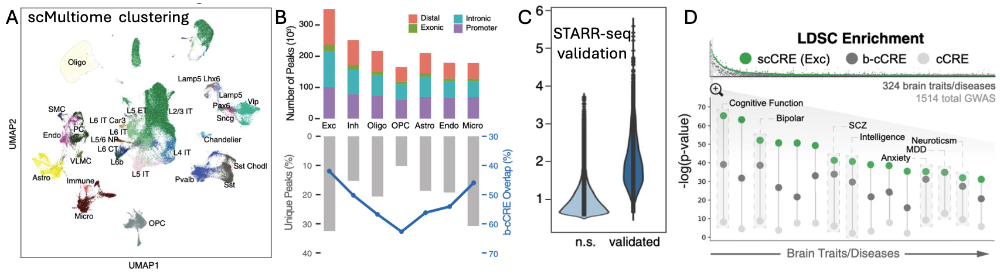 A scMultiome clustering
Oligo
Lamp5 Lhx6
Lamp5
Pax6
Vip
Sncg
L5 ET
L2/3 IT
SMC
L6 IT Car3
PC
L6 IT
Endo
L5/6 NP
Chandelier
L6 CT
VLMC
L6b
L4 IT
Astro
L5 IT
Sst Chodl
Pvalb
Immune
Sst
Micro
OPC
UMAP2
UMAP1
B
Distal
Intronic
Exonic
Promoter
Number of Peaks (10³)
300
200
100
0
Exc Inh Oligo OPC Astro Endo Micro
0
10
20
30
40
Unique Peaks (%)
30
40
50
60
70
b-cCRE Overlap (%)
C
STARR-seq
validation
6
5
4
3
2
1
n.s. validated
D
LDSC Enrichment
scCRE (Exc) b-cCRE cCRE
324 brain traits/diseases
1514 total GWAS
Cognitive Function
Bipolar
SCZ
Intelligence
Neuroticsm
MDD
Anxiety
-log(p-value)
70
60
50
40
30
20
10
0
Brain Traits/Diseases